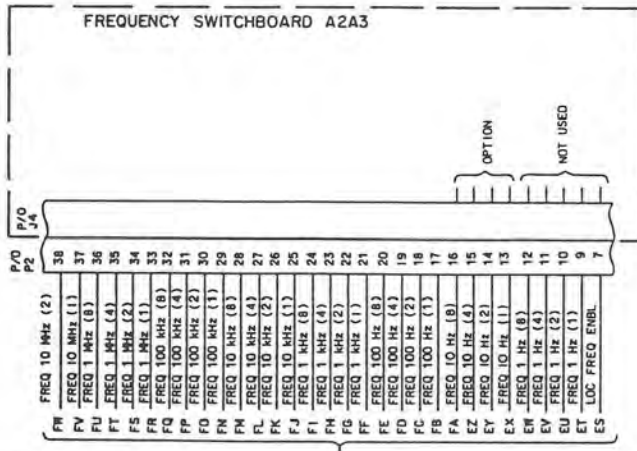 FREQUENCY SWITCHBOARD A2A3
OPTION
NOT USED
P/O J4
P/O P2
FREQ 10 MHz (2) 38 FW
FREQ 10 MHz (1) 37 FV
FREQ 1 MHz (8) 36 FU
FREQ 1 MHz (4) 35 FT
FREQ 1 MHz (2) 34 FS
FREQ 1 MHz (1) 33 FR
FREQ 100 kHz (8) 32 FQ
FREQ 100 kHz (4) 31 FP
FREQ 100 kHz (2) 30 FO
FREQ 100 kHz (1) 29 FN
FREQ 10 kHz (8) 28 FM
FREQ 10 kHz (4) 27 FL
FREQ 10 kHz (2) 26 FK
FREQ 10 kHz (1) 25 FJ
FREQ 1 kHz (8) 24 FI
FREQ 1 kHz (4) 23 FH
FREQ 1 kHz (2) 22 FG
FREQ 1 kHz (1) 21 FF
FREQ 100 Hz (8) 20 FE
FREQ 100 Hz (4) 19 FD
FREQ 100 Hz (2) 18 FC
FREQ 100 Hz (1) 17 FB
FREQ 10 Hz (8) 16 FA
FREQ 10 Hz (4) 15 EZ
FREQ 10 Hz (2) 14 EY
FREQ 10 Hz (1) 13 EX
FREQ 1 Hz (8) 12 EW
FREQ 1 Hz (4) 11 EV
FREQ 1 Hz (2) 10 EU
FREQ 1 Hz (1) 9 ET
LOC FREQ ENBL 7 ES